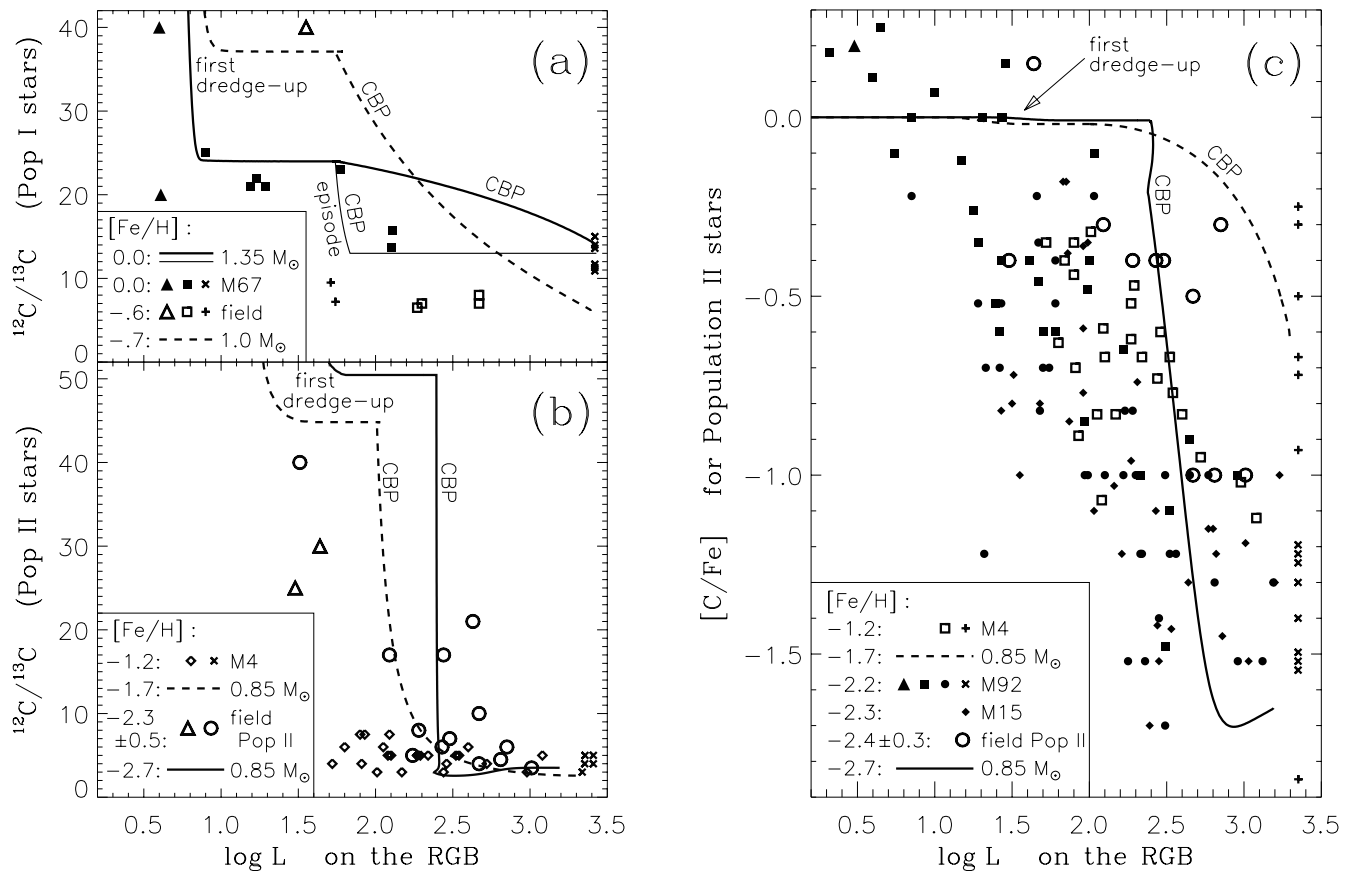 (a)
¹²C/¹³C (Pop I stars)
40
30
20
10
0
first
dredge-up
CBP
CBP
CBP
episode
[Fe/H] :
0.0: 1.35 M⊙
0.0: M67
-.6: field
-.7: 1.0 M⊙
(b)
¹²C/¹³C (Pop II stars)
50
40
30
20
10
0
first
dredge-up
CBP
CBP
[Fe/H] :
-1.2: M4
-1.7: 0.85 M⊙
-2.3 field
±0.5: Pop II
-2.7: 0.85 M⊙
0.5 1.0 1.5 2.0 2.5 3.0 3.5
log L on the RGB
(c)
[C/Fe] for Population II stars
0.0
-0.5
-1.0
-1.5
first
dredge-up
CBP
CBP
[Fe/H] :
-1.2: M4
-1.7: 0.85 M⊙
-2.2: M92
-2.3: M15
-2.4±0.3: field Pop II
-2.7: 0.85 M⊙
0.5 1.0 1.5 2.0 2.5 3.0 3.5
log L on the RGB